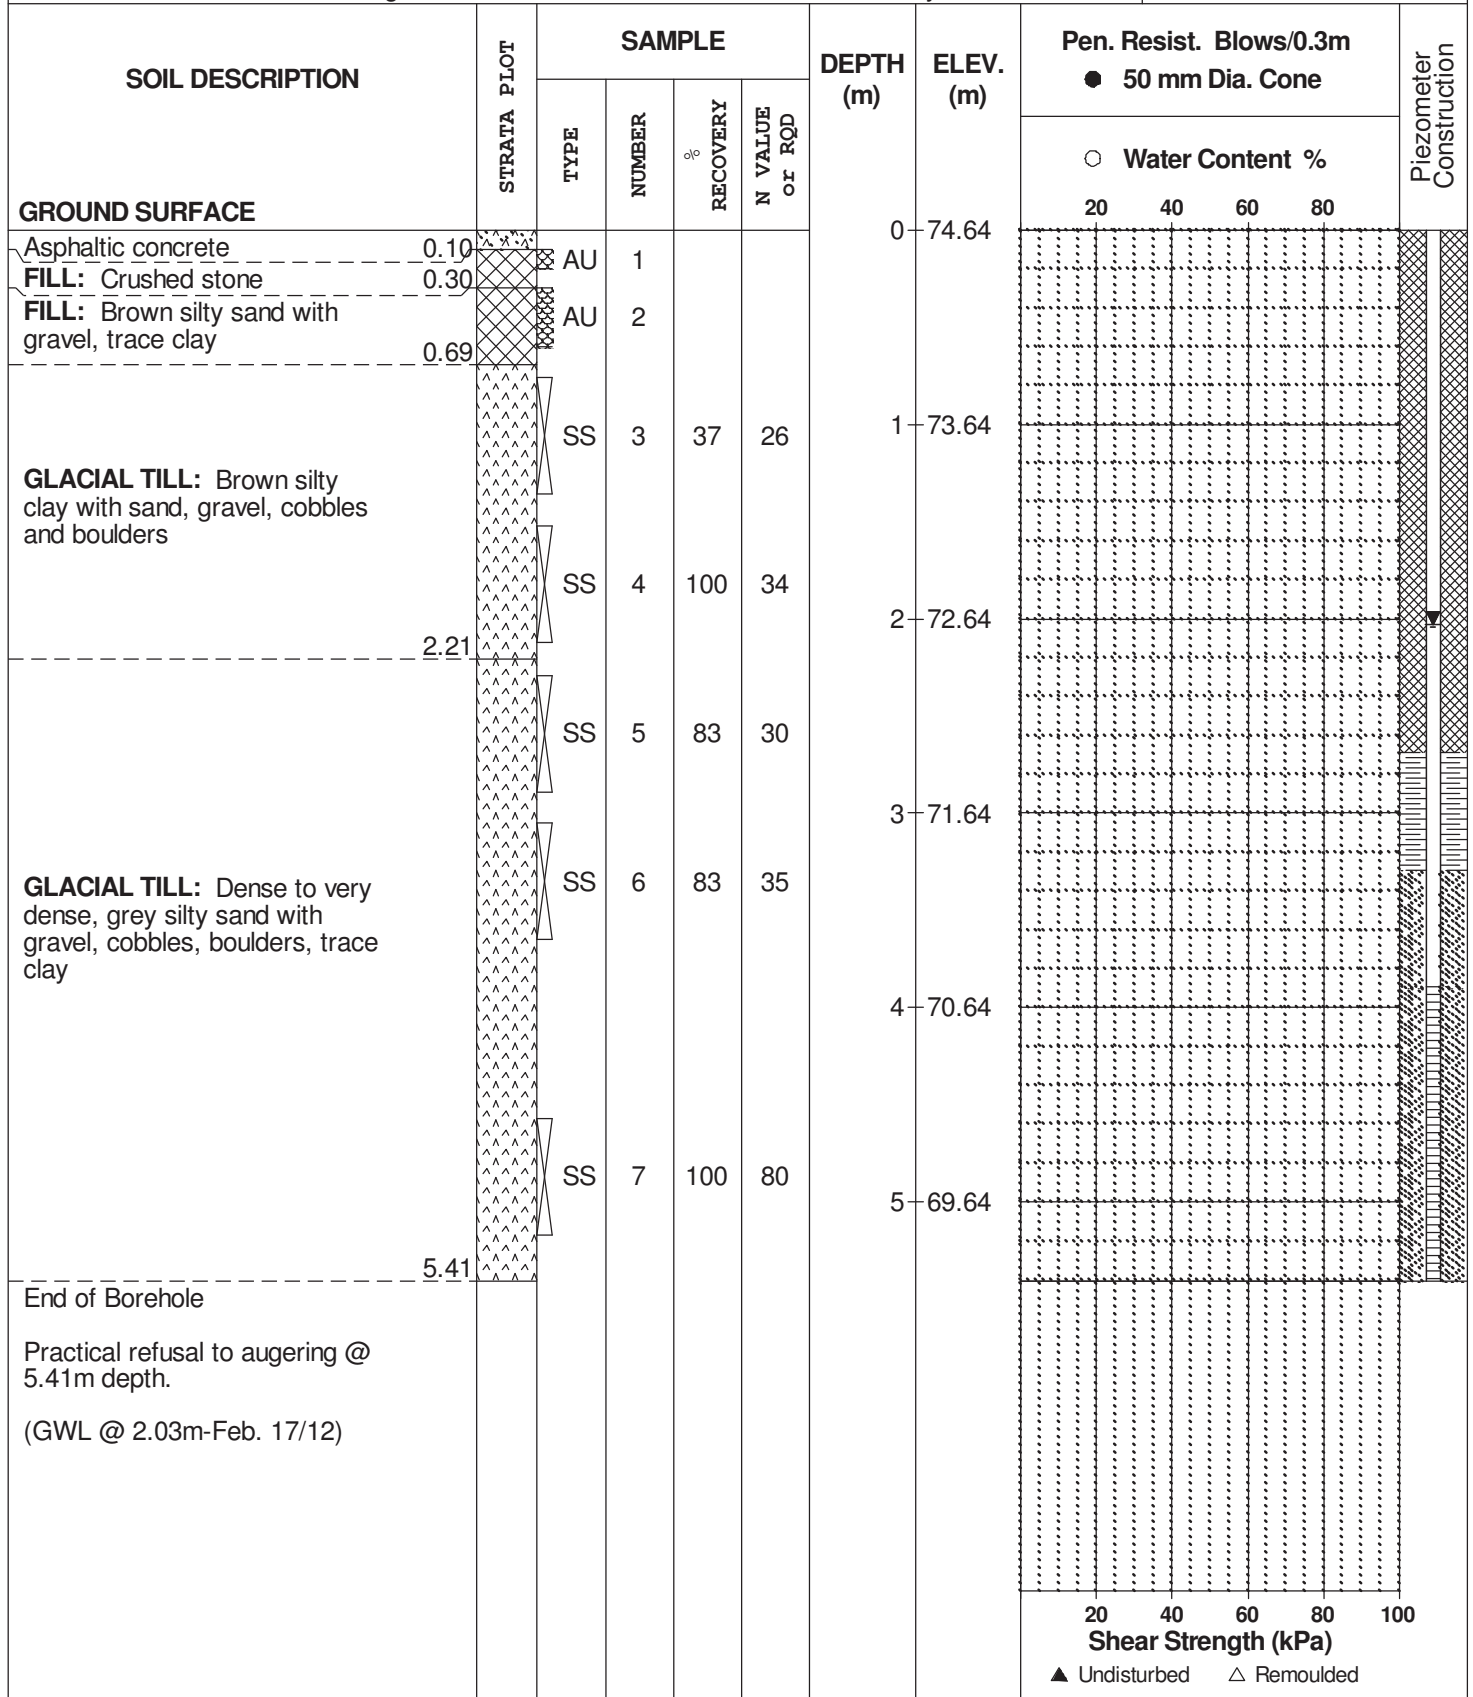 SOIL DESCRIPTION
STRATA PLOT
SAMPLE
TYPE
NUMBER
%
RECOVERY
N VALUE
or RQD
DEPTH
(m)
ELEV.
(m)
Pen. Resist. Blows/0.3m
● 50 mm Dia. Cone
○ Water Content %
Piezometer
Construction
20 40 60 80
GROUND SURFACE
0 74.64
Asphaltic concrete 0.10
FILL: Crushed stone 0.30
AU 1
FILL: Brown silty sand with
gravel, trace clay
0.69
AU 2
1 73.64
SS 3 37 26
GLACIAL TILL: Brown silty
clay with sand, gravel, cobbles
and boulders
SS 4 100 34
2 72.64
2.21
SS 5 83 30
3 71.64
GLACIAL TILL: Dense to very
dense, grey silty sand with
gravel, cobbles, boulders, trace
clay
SS 6 83 35
4 70.64
SS 7 100 80
5 69.64
5.41
End of Borehole
Practical refusal to augering @
5.41m depth.
(GWL @ 2.03m-Feb. 17/12)
20 40 60 80 100
Shear Strength (kPa)
▲ Undisturbed △ Remoulded